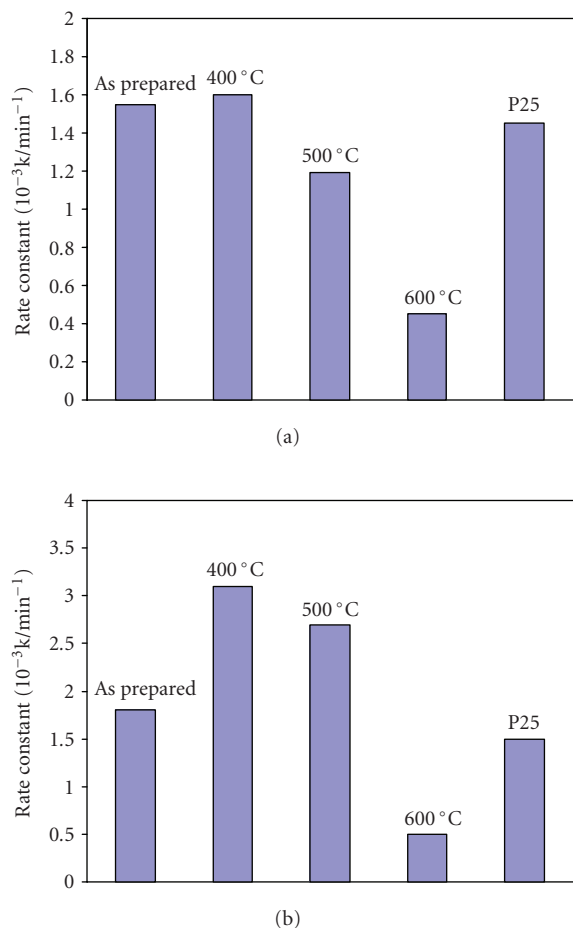 2
1.8
1.6
1.4
1.2
1
0.8
0.6
0.4
0.2
0
Rate constant (10⁻³k/min⁻¹)
As prepared
400 °C
500 °C
600 °C
P25
(a)
4
3.5
3
2.5
2
1.5
1
0.5
0
Rate constant (10⁻³k/min⁻¹)
As prepared
400 °C
500 °C
600 °C
P25
(b)